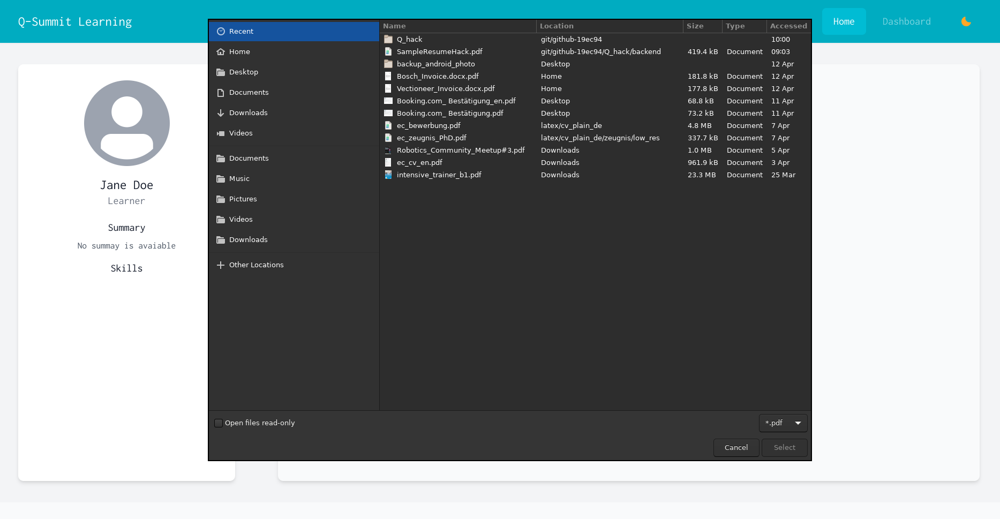 Q-Summit Learning
Home
Dashboard
Jane Doe
Learner
Summary
No summay is avaiable
Skills
Recent
Home
Desktop
Documents
Downloads
Videos
Documents
Music
Pictures
Videos
Downloads
Other Locations
Name Location Size Type Accessed
Q_hack git/github-19ec94 10:00
SampleResumeHack.pdf git/github-19ec94/Q_hack/backend 419.4 kB Document 09:03
backup_android_photo Desktop 12 Apr
Bosch_Invoice.docx.pdf Home 181.8 kB Document 12 Apr
Vectioneer_Invoice.docx.pdf Home 177.8 kB Document 12 Apr
Booking.com_ Bestätigung_en.pdf Desktop 68.8 kB Document 11 Apr
Booking.com_ Bestätigung.pdf Desktop 73.2 kB Document 11 Apr
ec_bewerbung.pdf latex/cv_plain_de 4.8 MB Document 7 Apr
ec_zeugnis_PhD.pdf latex/cv_plain_de/zeugnis/low_res 337.7 kB Document 7 Apr
Robotics_Community_Meetup#3.pdf Downloads 1.0 MB Document 5 Apr
ec_cv_en.pdf Downloads 961.9 kB Document 3 Apr
intensive_trainer_b1.pdf Downloads 23.3 MB Document 25 Mar
Open files read-only
*.pdf
Cancel
Select